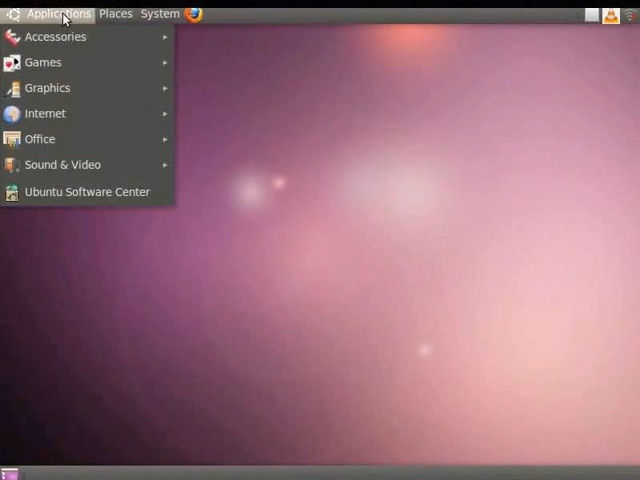 Applications Places System
Accessories
Games
Graphics
Internet
Office
Sound & Video
Ubuntu Software Center